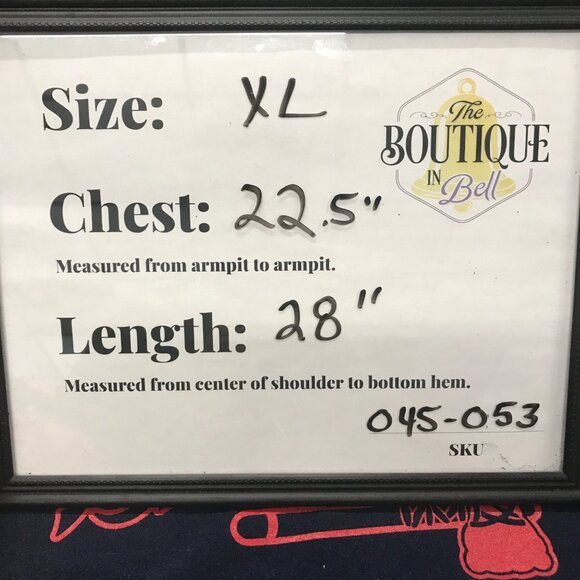 Size: XL
The
BOUTIQUE
IN
Bell
Chest: 22.5"
Measured from armpit to armpit.
Length: 28"
Measured from center of shoulder to bottom hem.
045-053
SKU